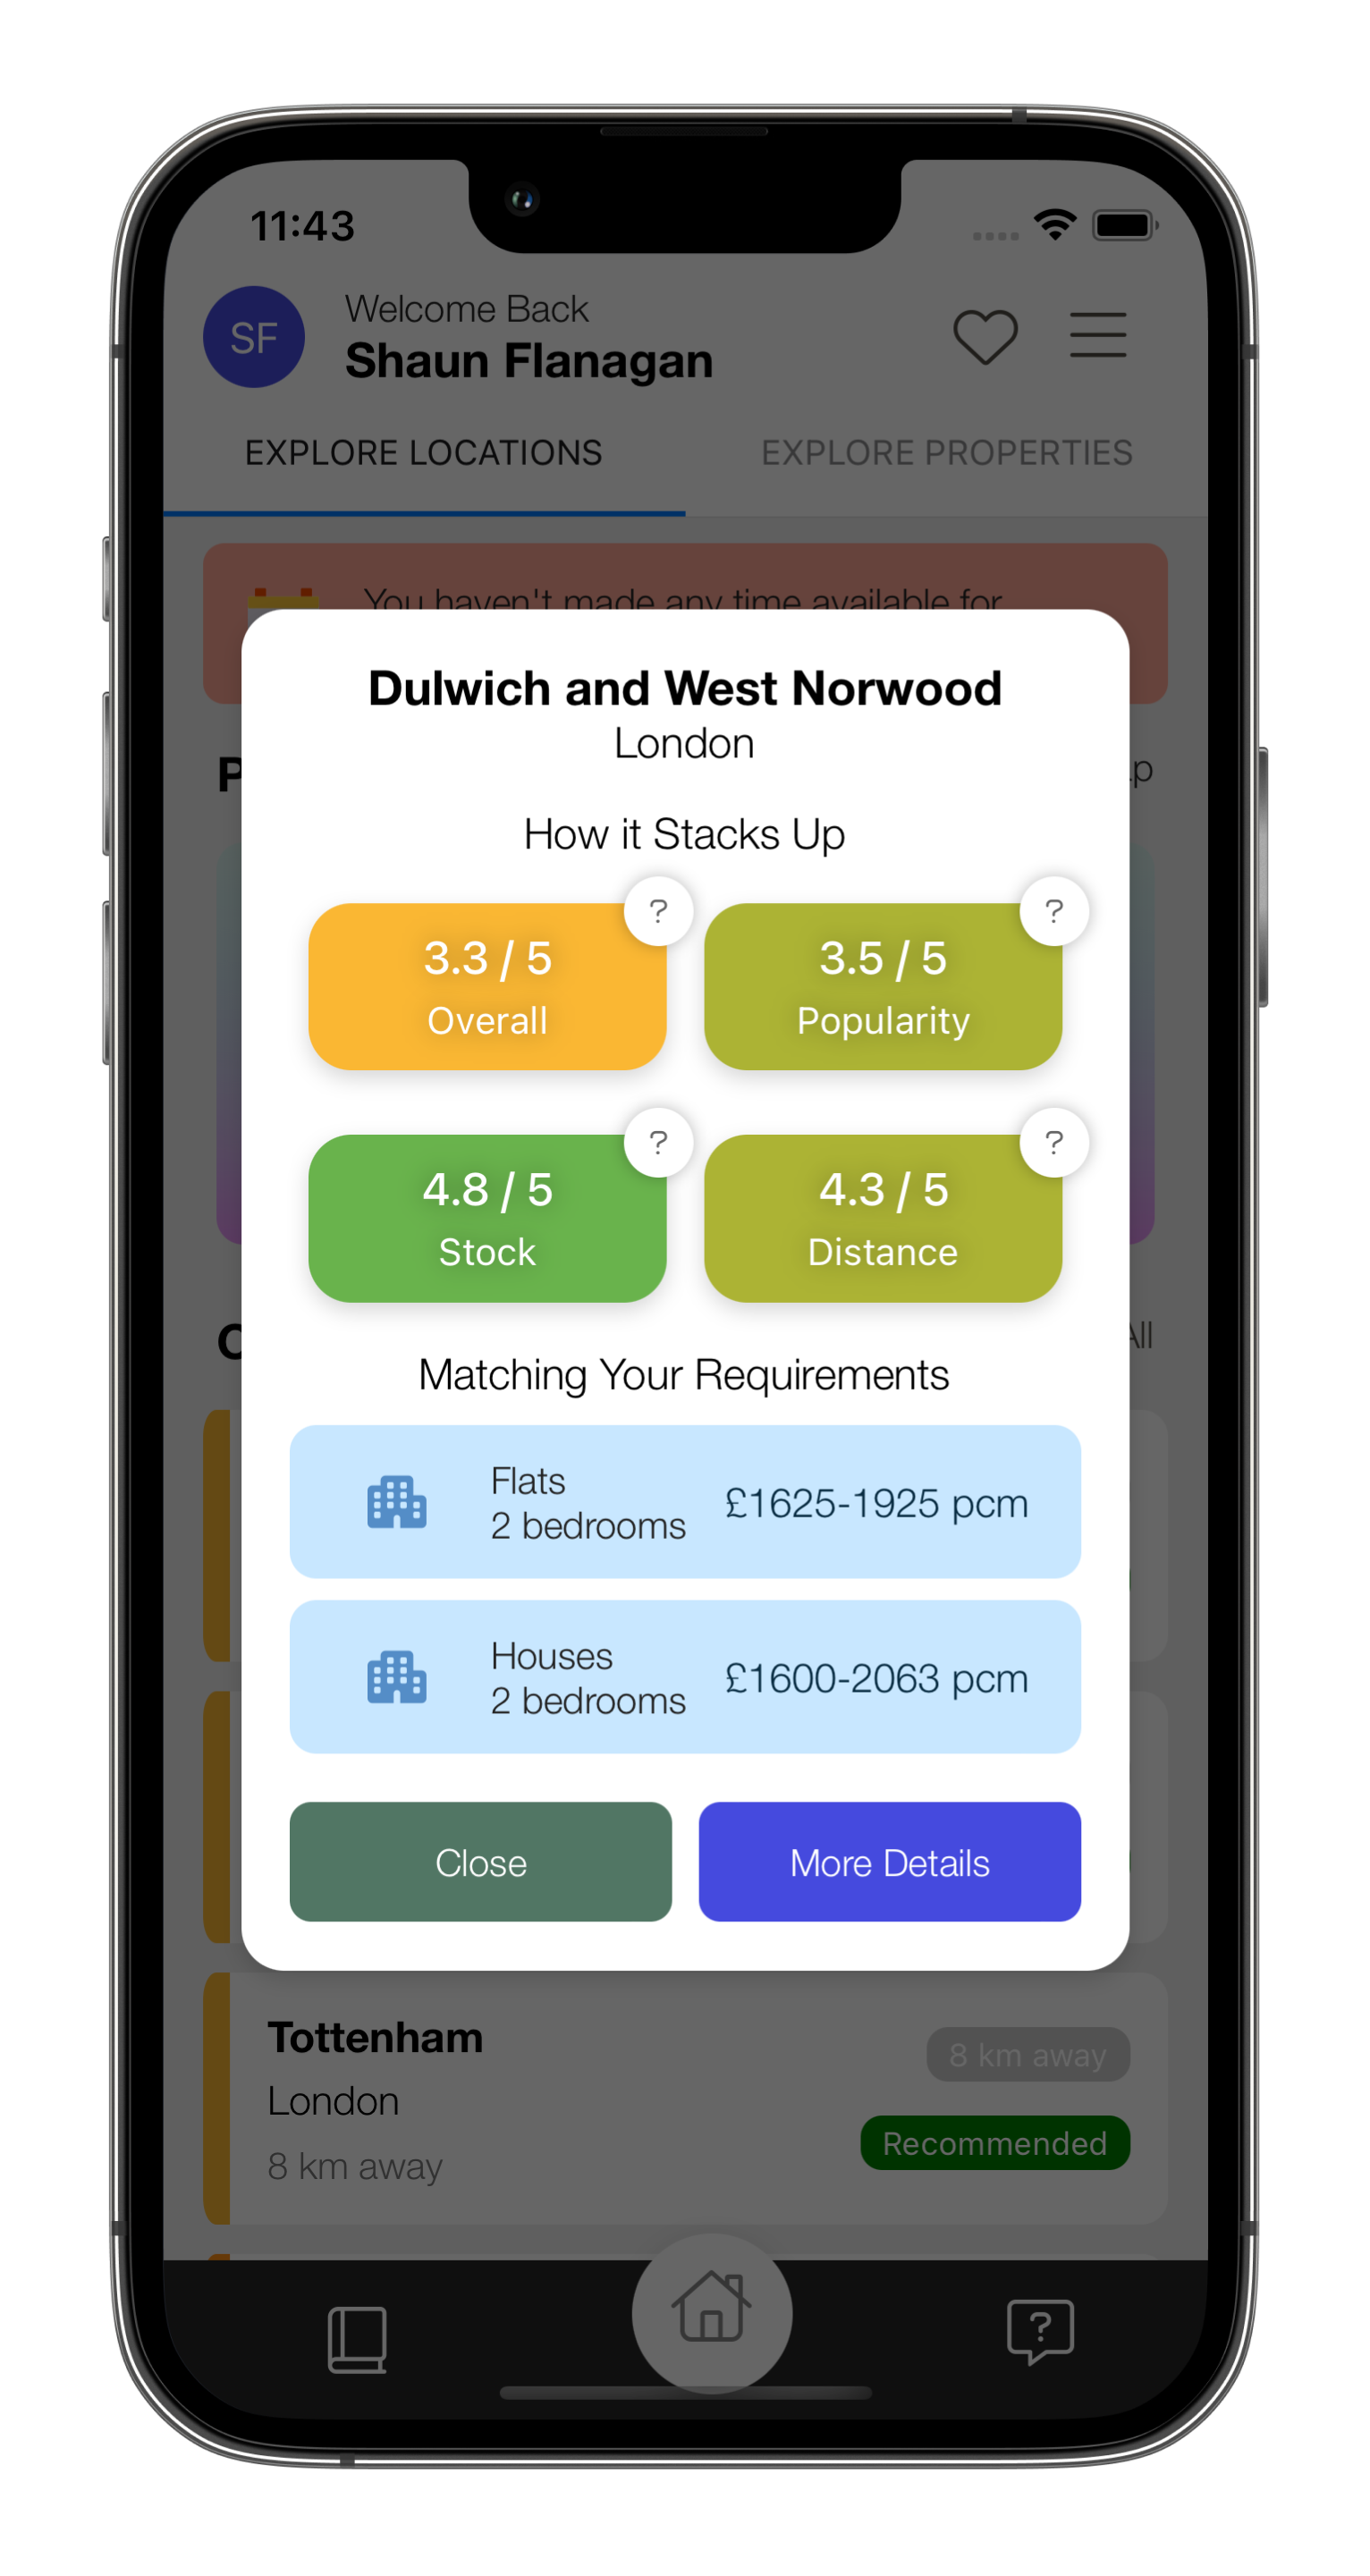 11:43
SF
Welcome Back
Shaun Flanagan
EXPLORE LOCATIONS
EXPLORE PROPERTIES
You haven't made any time available for
Dulwich and West Norwood
London
How it Stacks Up
?
?
3.3 / 5
Overall
3.5 / 5
Popularity
?
?
4.8 / 5
Stock
4.3 / 5
Distance
Matching Your Requirements
Flats
2 bedrooms
£1625-1925 pcm
Houses
2 bedrooms
£1600-2063 pcm
Close
More Details
Tottenham
London
8 km away
8 km away
Recommended
?